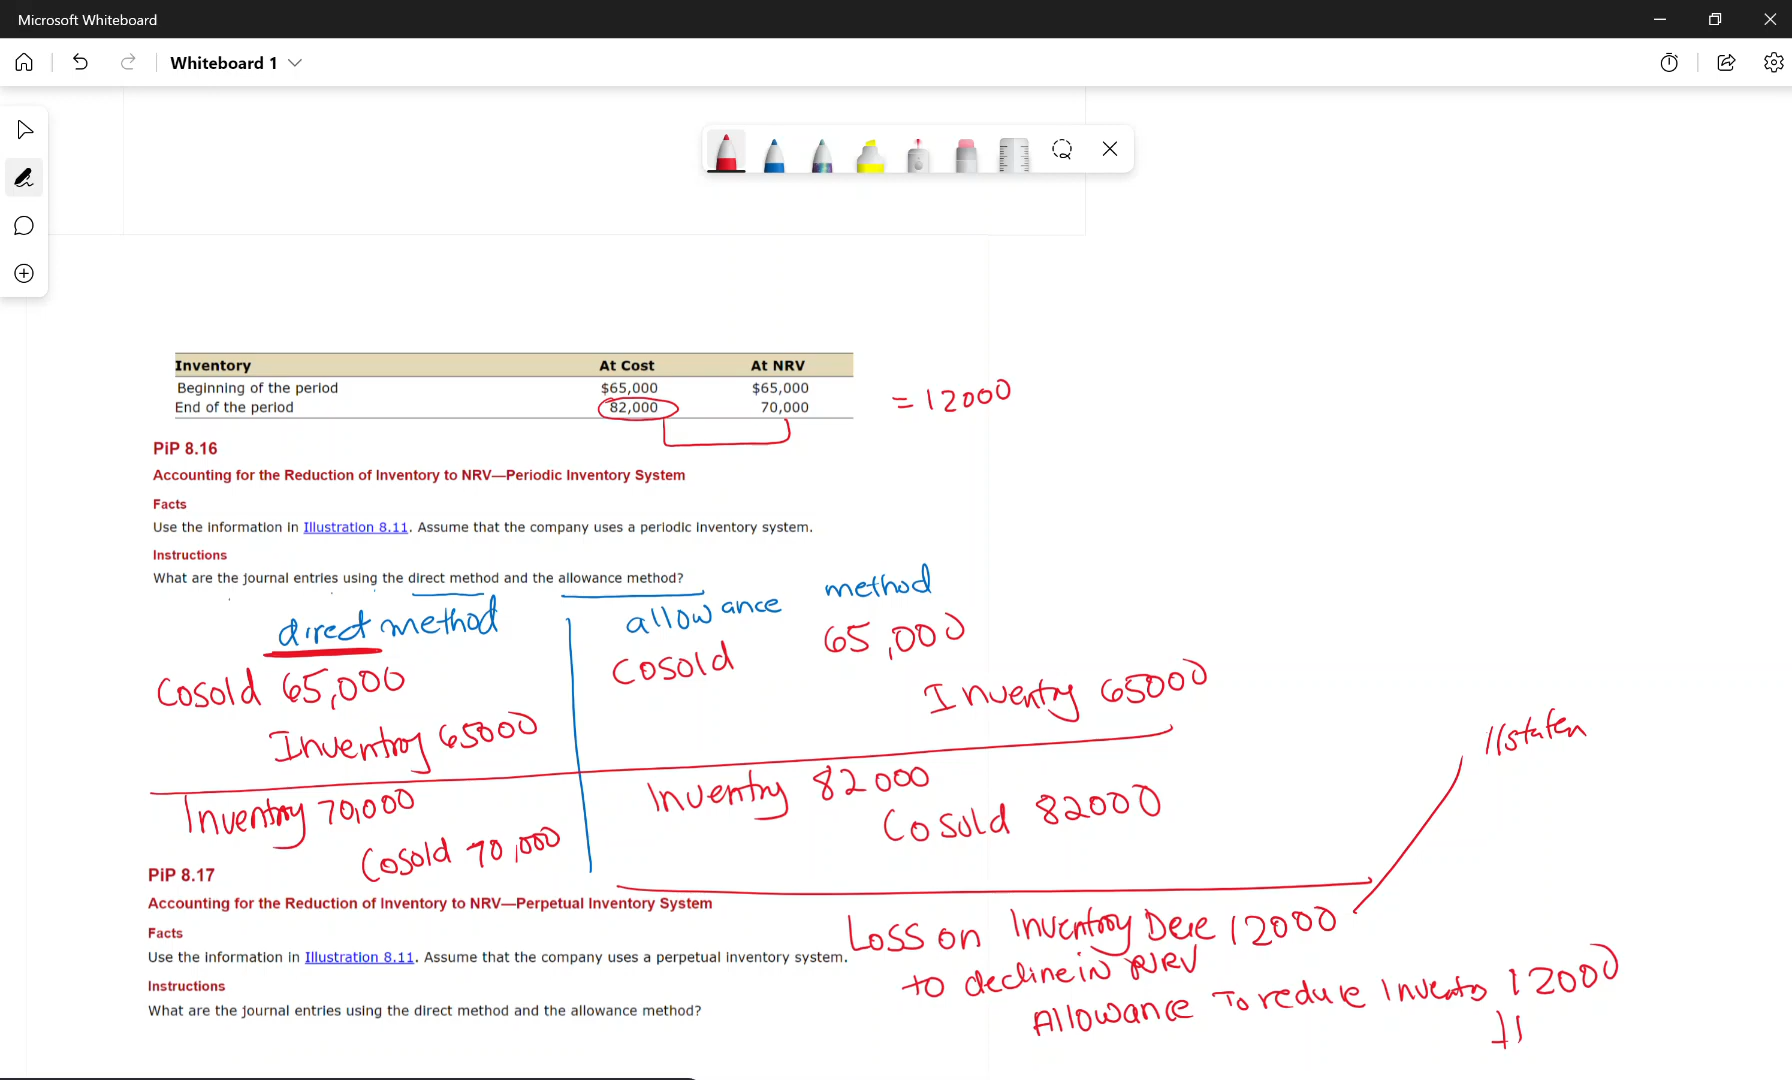 Microsoft Whiteboard
Whiteboard 1
Inventory At Cost At NRV
Beginning of the period $65,000 $65,000
End of the period 82,000 70,000
= 12000
PiP 8.16
Accounting for the Reduction of Inventory to NRV—Periodic Inventory System
Facts
Use the information in Illustration 8.11. Assume that the company uses a periodic inventory system.
Instructions
What are the journal entries using the direct method and the allowance method?
direct method
allowance method
Cosold 65,000
Inventroy 65000
Cosold 65,000
Inventry 65000
Inventry 70,000
Cosold 70,000
Inventry 82000
Cosold 82000
PiP 8.17
Accounting for the Reduction of Inventory to NRV—Perpetual Inventory System
Facts
Use the information in Illustration 8.11. Assume that the company uses a perpetual inventory system.
Instructions
What are the journal entries using the direct method and the allowance method?
Loss on Inventory 12000
to decline in NRV
Allowance To reduce 12000